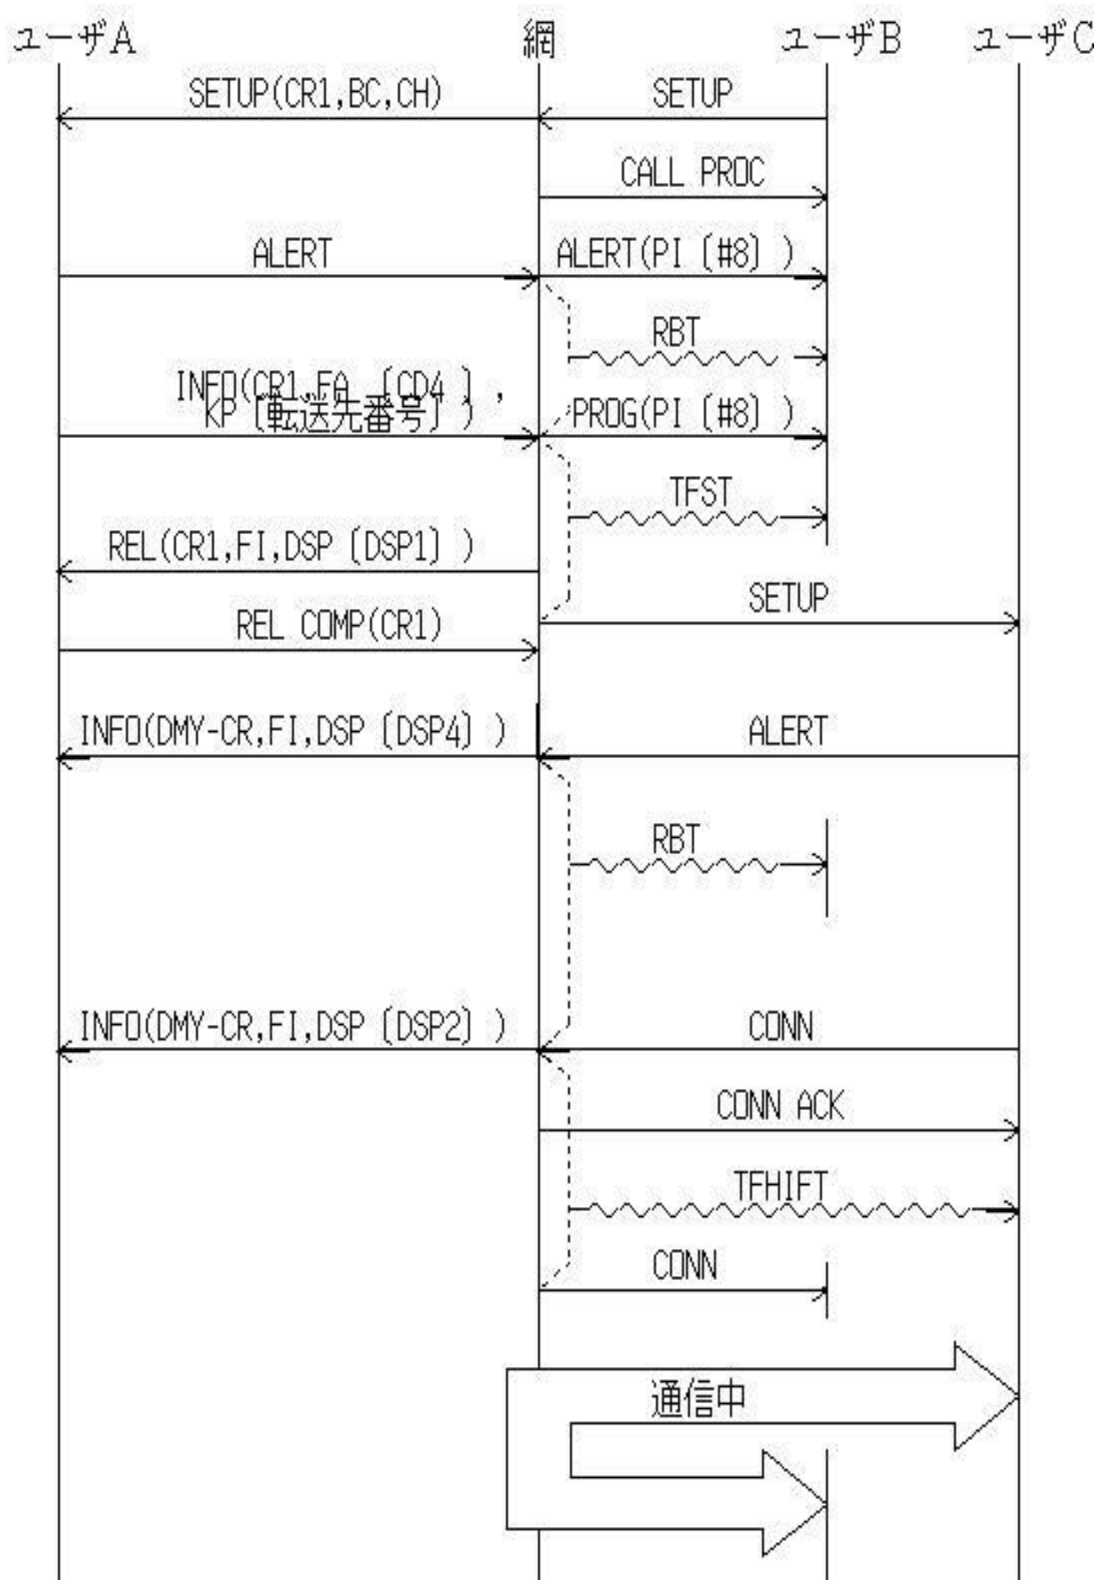 ユーザA 網 ユーザB ユーザC
SETUP(CR1,BC,CH) SETUP
CALL PROC
ALERT ALERT(PI〔#8〕)
RBT
INFO(CR1,FA〔CD4〕,
KP〔転送先番号〕) PROG(PI〔#8〕)
TFST
REL(CR1,FI,DSP〔DSP1〕)
SETUP
REL COMP(CR1)
INFO(DMY-CR,FI,DSP〔DSP4〕) ALERT
RBT
INFO(DMY-CR,FI,DSP〔DSP2〕) CONN
CONN ACK
TFHIFT
CONN
通信中